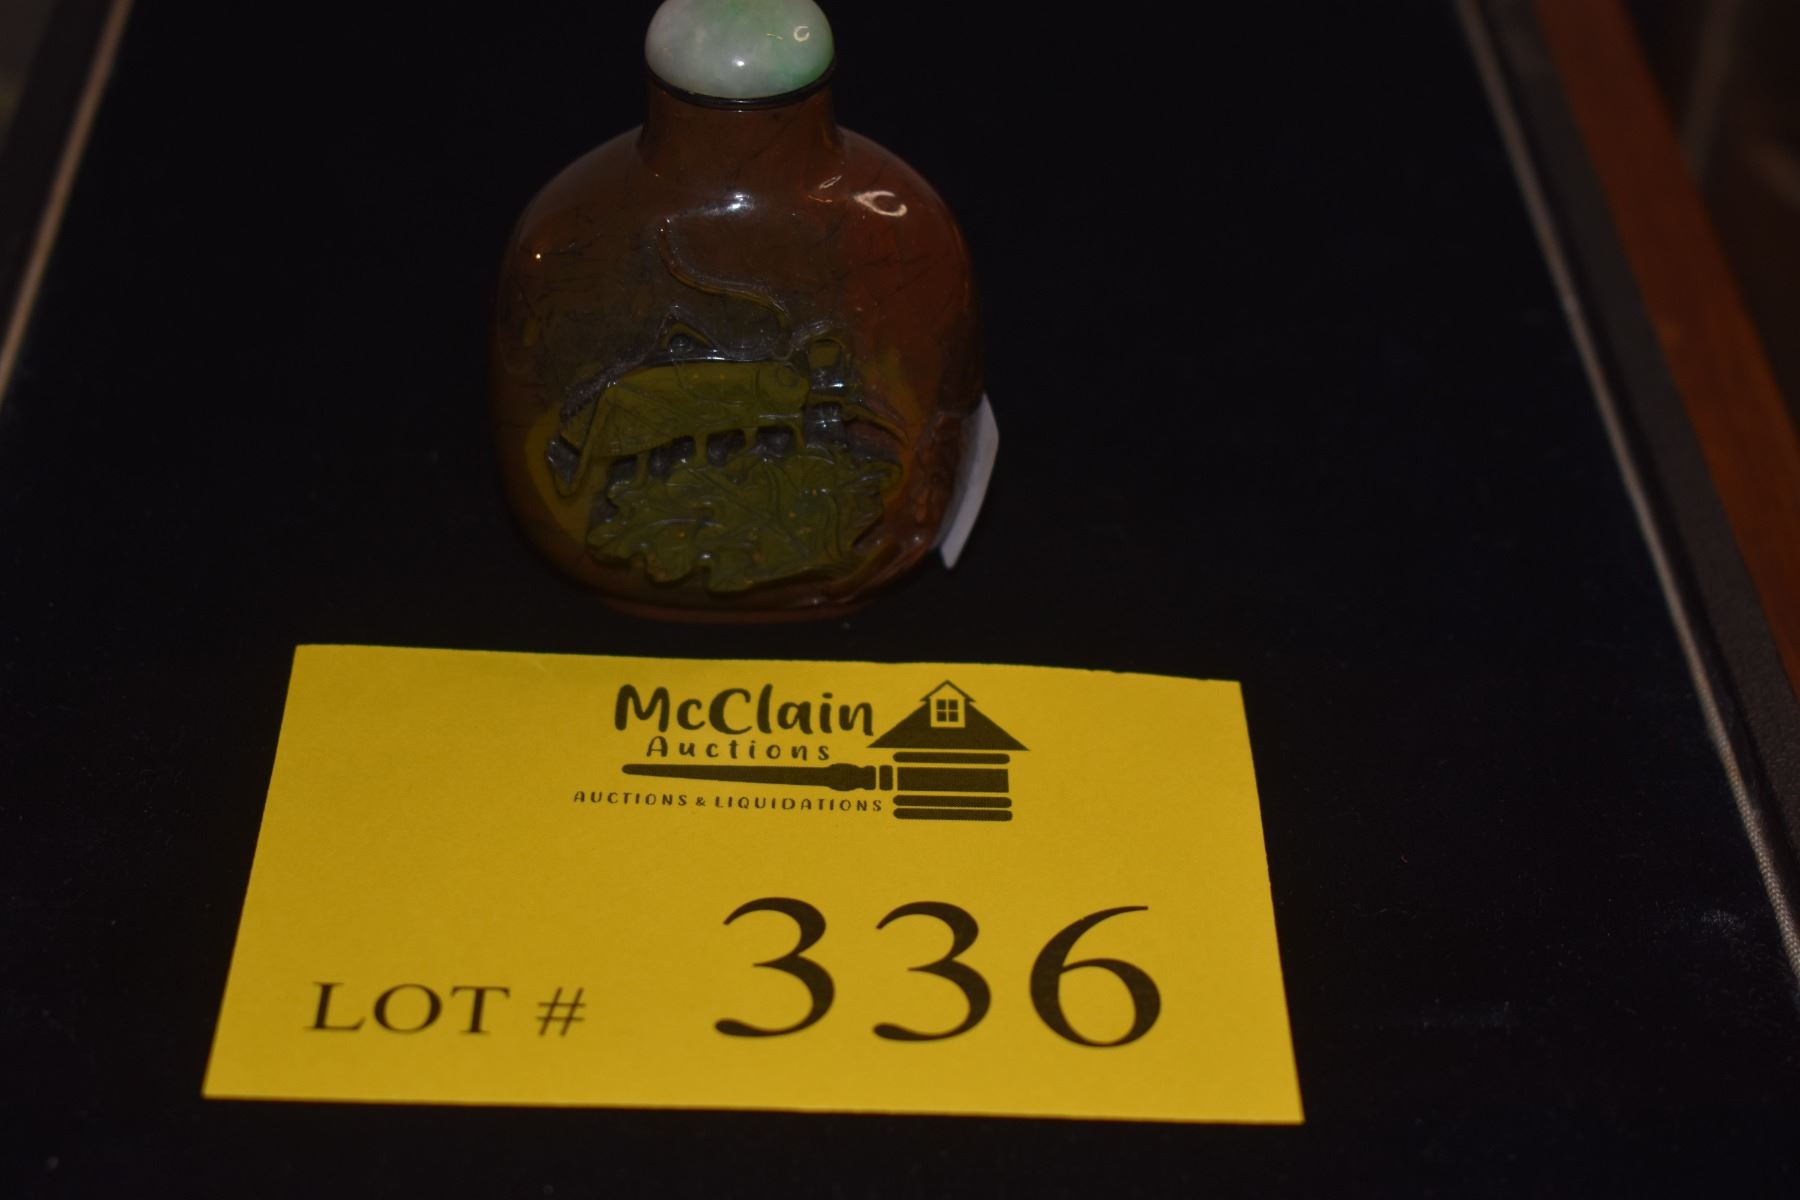 McClain
Auctions
AUCTIONS & LIQUIDATIONS
LOT # 336